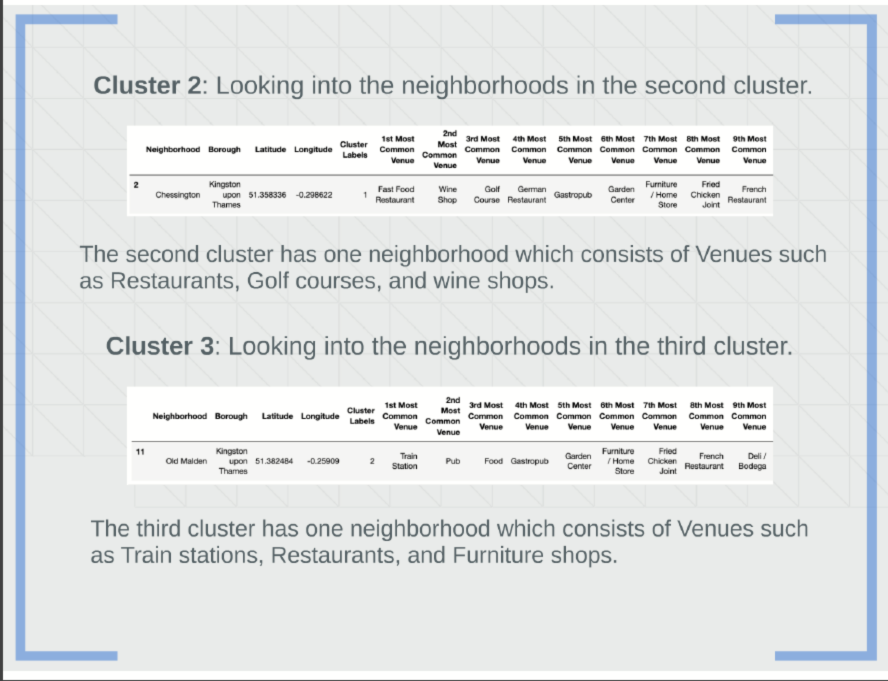 Cluster 2: Looking into the neighborhoods in the second cluster.
Neighborhood Borough Latitude Longitude Cluster Labels 1st Most Common Venue 2nd Most Common Venue 3rd Most Common Venue 4th Most Common Venue 5th Most Common Venue 6th Most Common Venue 7th Most Common Venue 8th Most Common Venue 9th Most Common Venue
2 Chessington Kingston upon Thames 51.358336 -0.298622 1 Fast Food Restaurant Wine Shop Golf Course German Restaurant Gastropub Garden Center Furniture / Home Store Fried Chicken Joint French Restaurant
The second cluster has one neighborhood which consists of Venues such
as Restaurants, Golf courses, and wine shops.
Cluster 3: Looking into the neighborhoods in the third cluster.
Neighborhood Borough Latitude Longitude Cluster Labels 1st Most Common Venue 2nd Most Common Venue 3rd Most Common Venue 4th Most Common Venue 5th Most Common Venue 6th Most Common Venue 7th Most Common Venue 8th Most Common Venue 9th Most Common Venue
11 Old Malden Kingston upon Thames 51.382484 -0.25909 2 Train Station Pub Food Gastropub Garden Center Furniture / Home Store Fried Chicken Joint French Restaurant Deli / Bodega
The third cluster has one neighborhood which consists of Venues such
as Train stations, Restaurants, and Furniture shops.